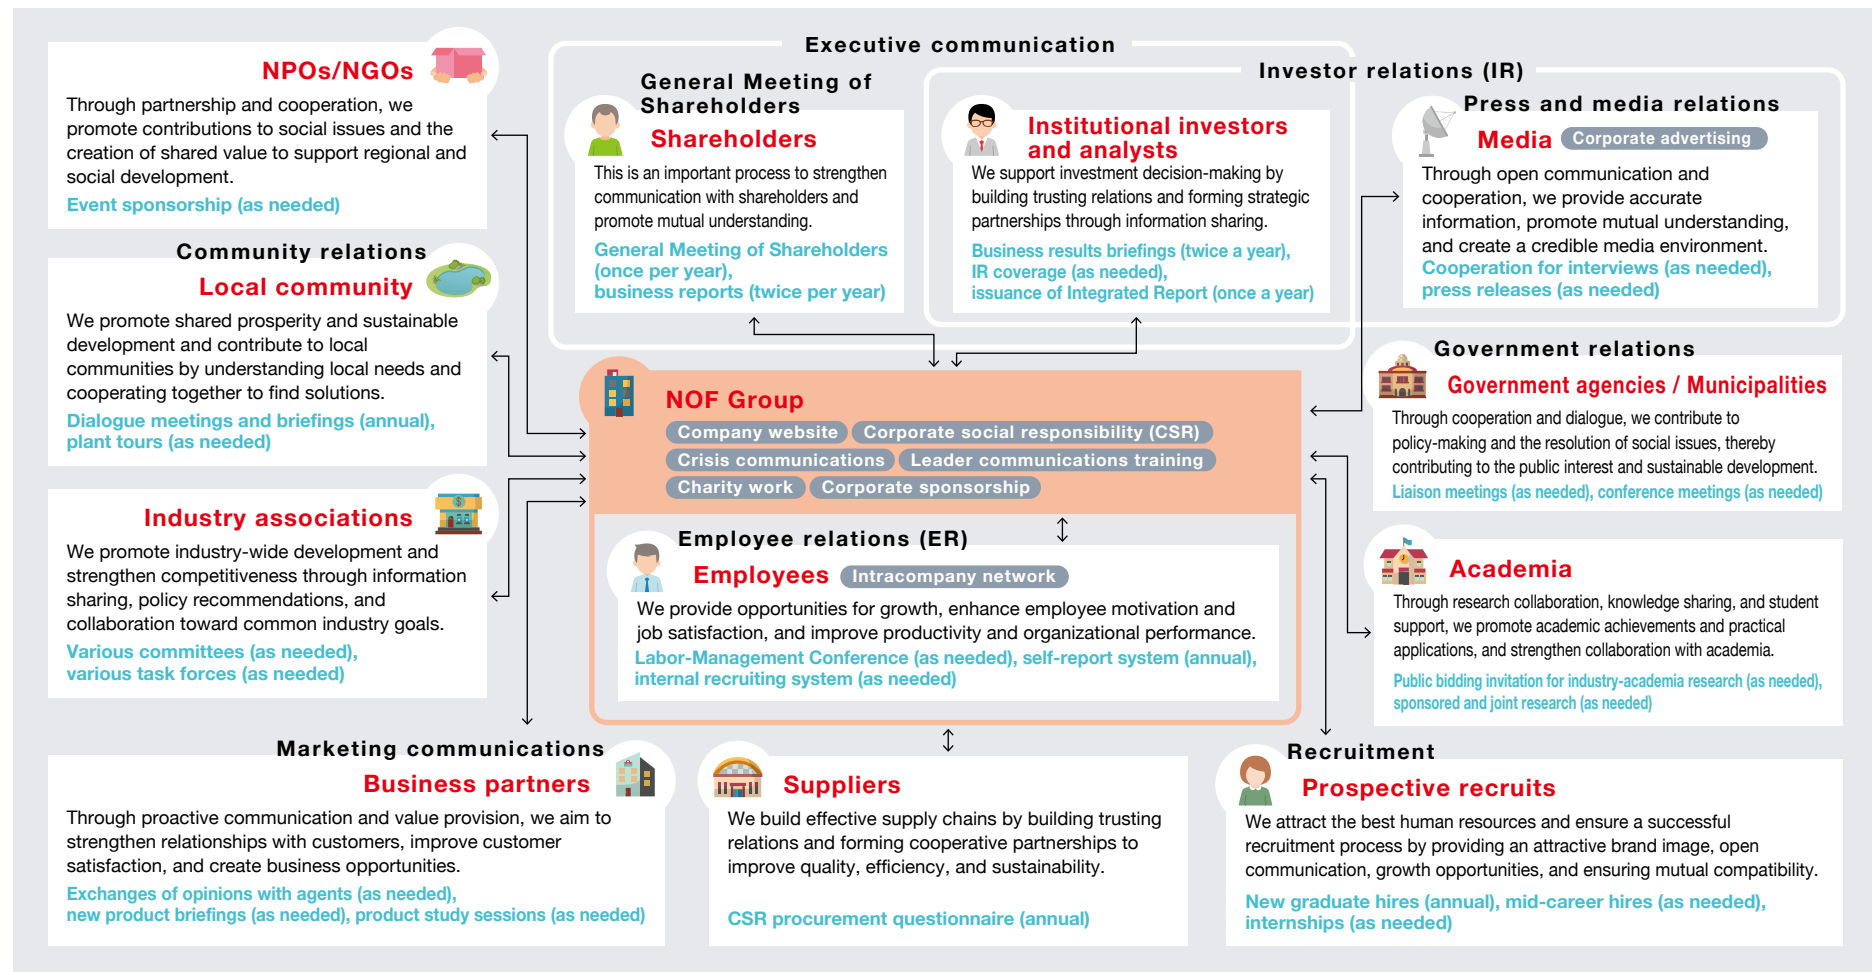 NPOs/NGOs
Through partnership and cooperation, we
promote contributions to social issues and the
creation of shared value to support regional and
social development.
Event sponsorship (as needed)
Community relations
Local community
We promote shared prosperity and sustainable
development and contribute to local
communities by understanding local needs and
cooperating together to find solutions.
Dialogue meetings and briefings (annual),
plant tours (as needed)
Industry associations
We promote industry-wide development and
strengthen competitiveness through information
sharing, policy recommendations, and
collaboration toward common industry goals.
Various committees (as needed),
various task forces (as needed)
Executive communication
General Meeting of
Shareholders
Shareholders
This is an important process to strengthen
communication with shareholders and
promote mutual understanding.
General Meeting of Shareholders
(once per year),
business reports (twice per year)
Investor relations (IR)
Institutional investors
and analysts
We support investment decision-making by
building trusting relations and forming strategic
partnerships through information sharing.
Business results briefings (twice a year),
IR coverage (as needed),
issuance of Integrated Report (once a year)
Press and media relations
Media Corporate advertising
Through open communication and
cooperation, we provide accurate
information, promote mutual understanding,
and create a credible media environment.
Cooperation for interviews (as needed),
press releases (as needed)
NOF Group
Company website Corporate social responsibility (CSR)
Crisis communications Leader communications training
Charity work Corporate sponsorship
Employee relations (ER)
Employees Intracompany network
We provide opportunities for growth, enhance employee motivation and
job satisfaction, and improve productivity and organizational performance.
Labor-Management Conference (as needed), self-report system (annual),
internal recruiting system (as needed)
Government relations
Government agencies / Municipalities
Through cooperation and dialogue, we contribute to
policy-making and the resolution of social issues, thereby
contributing to the public interest and sustainable development.
Liaison meetings (as needed), conference meetings (as needed)
Academia
Through research collaboration, knowledge sharing, and student
support, we promote academic achievements and practical
applications, and strengthen collaboration with academia.
Public bidding invitation for industry-academia research (as needed),
sponsored and joint research (as needed)
Marketing communications
Business partners
Through proactive communication and value provision, we aim to
strengthen relationships with customers, improve customer
satisfaction, and create business opportunities.
Exchanges of opinions with agents (as needed),
new product briefings (as needed), product study sessions (as needed)
Suppliers
We build effective supply chains by building trusting
relations and forming cooperative partnerships to
improve quality, efficiency, and sustainability.
CSR procurement questionnaire (annual)
Recruitment
Prospective recruits
We attract the best human resources and ensure a successful
recruitment process by providing an attractive brand image, open
communication, growth opportunities, and ensuring mutual compatibility.
New graduate hires (annual), mid-career hires (as needed),
internships (as needed)